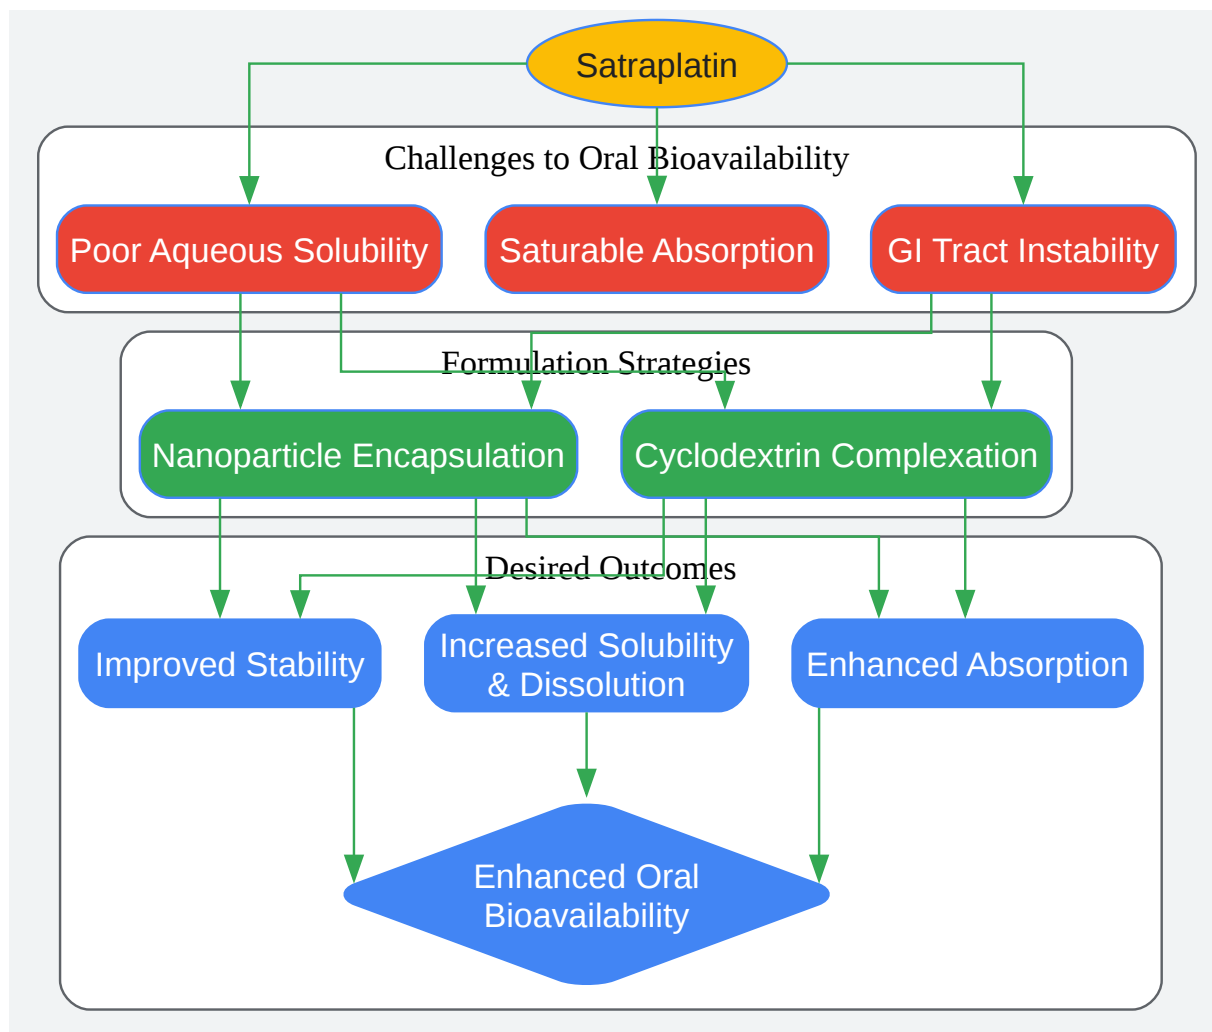 Satraplatin
Challenges to Oral Bioavailability
Poor Aqueous Solubility
Saturable Absorption
GI Tract Instability
Formulation Strategies
Nanoparticle Encapsulation
Cyclodextrin Complexation
Desired Outcomes
Improved Stability
Increased Solubility
& Dissolution
Enhanced Absorption
Enhanced Oral
Bioavailability